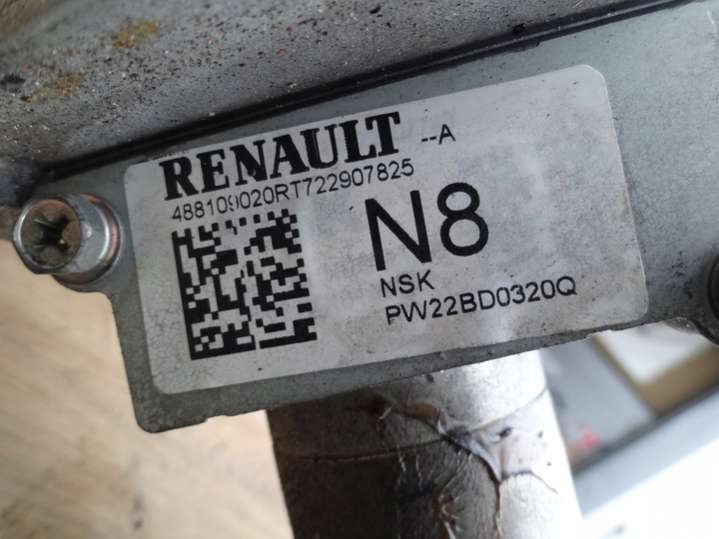 RENAULT --A
488109020RT722907825
N8
NSK
PW22BD0320Q